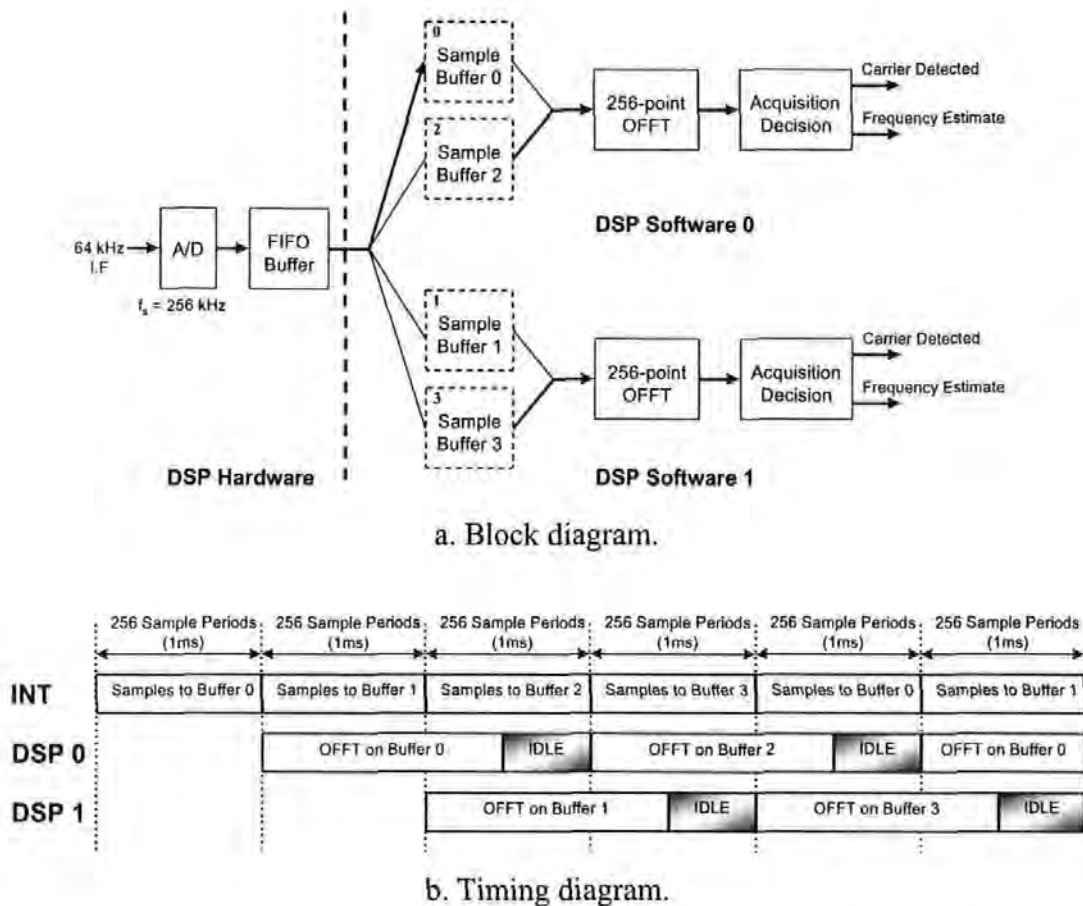 0
Sample
Buffer 0
2
Sample
Buffer 2
256-point
OFFT
Acquisition
Decision
Carrier Detected
Frequency Estimate
DSP Software 0
64 kHz
I.F
A/D
FIFO
Buffer
fs = 256 kHz
1
Sample
Buffer 1
3
Sample
Buffer 3
256-point
OFFT
Acquisition
Decision
Carrier Detected
Frequency Estimate
DSP Hardware
DSP Software 1
a. Block diagram.
256 Sample Periods
(1ms)
256 Sample Periods
(1ms)
256 Sample Periods
(1ms)
256 Sample Periods
(1ms)
256 Sample Periods
(1ms)
256 Sample Periods
(1ms)
INT
Samples to Buffer 0
Samples to Buffer 1
Samples to Buffer 2
Samples to Buffer 3
Samples to Buffer 0
Samples to Buffer 1
DSP 0
OFFT on Buffer 0
IDLE
OFFT on Buffer 2
IDLE
OFFT on Buffer 0
DSP 1
OFFT on Buffer 1
IDLE
OFFT on Buffer 3
IDLE
b. Timing diagram.